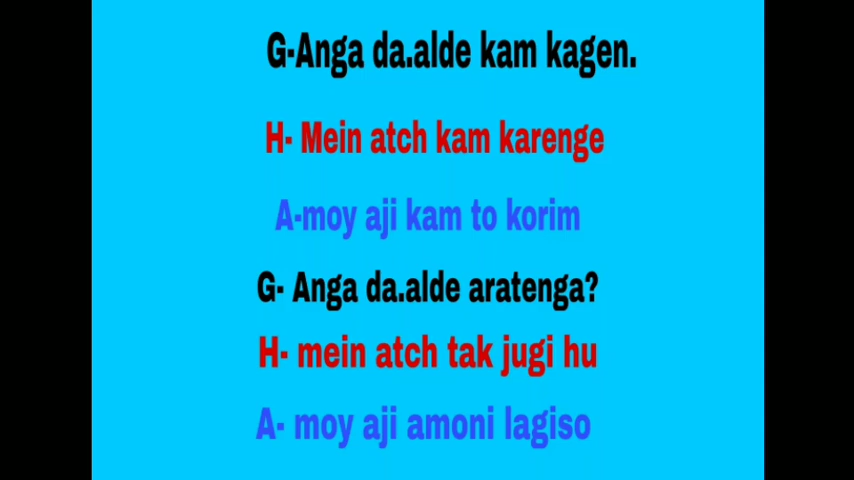 G-Anga da.alde kam kagen.
H- Mein atch kam karenge
A-moy aji kam to korim
G- Anga da.alde aratenga?
H- mein atch tak jugi hu
A- moy aji amoni lagiso